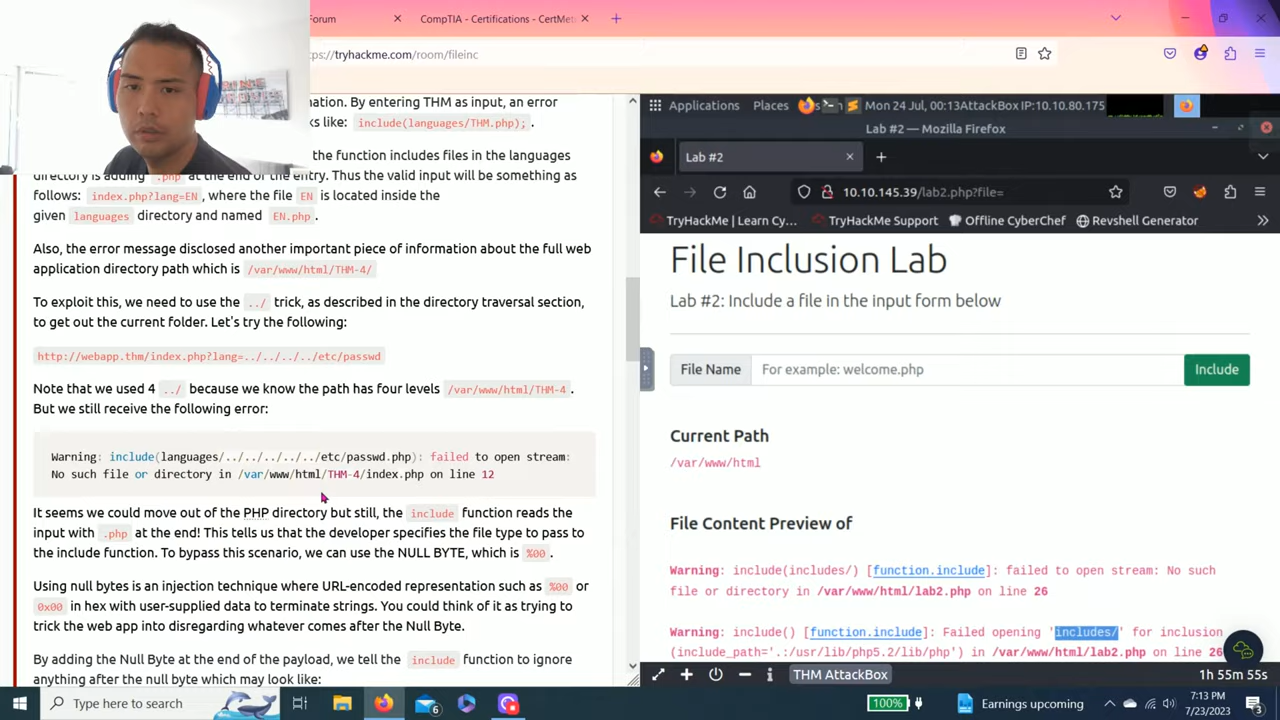 Forum
CompTIA - Certifications - CertMet
ps://tryhackme.com/room/fileinc
mation. By entering THM as input, an error
ks like: include(languages/THM.php);.
the function includes files in the languages
directory is adding .php at the end of the entry. Thus the valid input will be something as
follows: index.php?lang=EN, where the file EN is located inside the
given languages directory and named EN.php.
Also, the error message disclosed another important piece of information about the full web
application directory path which is /var/www/html/THM-4/
To exploit this, we need to use the ../ trick, as described in the directory traversal section,
to get out the current folder. Let's try the following:
http://webapp.thm/index.php?lang=../../../../etc/passwd
Note that we used 4 ../ because we know the path has four levels /var/www/html/THM-4.
But we still receive the following error:
Warning: include(languages/../../../../../etc/passwd.php): failed to open stream:
No such file or directory in /var/www/html/THM-4/index.php on line 12
It seems we could move out of the PHP directory but still, the include function reads the
input with .php at the end! This tells us that the developer specifies the file type to pass to
the include function. To bypass this scenario, we can use the NULL BYTE, which is %00.
Using null bytes is an injection technique where URL-encoded representation such as %00 or
0x00 in hex with user-supplied data to terminate strings. You could think of it as trying to
trick the web app into disregarding whatever comes after the Null Byte.
By adding the Null Byte at the end of the payload, we tell the include function to ignore
anything after the null byte which may look like:
Applications Places Mon 24 Jul, 00:13 AttackBox IP:10.10.80.175
Lab #2 — Mozilla Firefox
Lab #2
10.10.145.39/lab2.php?file=
TryHackMe | Learn Cy... TryHackMe Support Offline CyberChef Revshell Generator
File Inclusion Lab
Lab #2: Include a file in the input form below
File Name For example: welcome.php Include
Current Path
/var/www/html
File Content Preview of
Warning: include(includes/) [function.include]: failed to open stream: No such
file or directory in /var/www/html/lab2.php on line 26
Warning: include() [function.include]: Failed opening 'includes/' for inclusion
(include_path='.:/usr/lib/php5.2/lib/php') in /var/www/html/lab2.php on line 26
THM AttackBox 1h 55m 55s
Type here to search
6
100%
Earnings upcoming
7:13 PM
7/23/2023
3